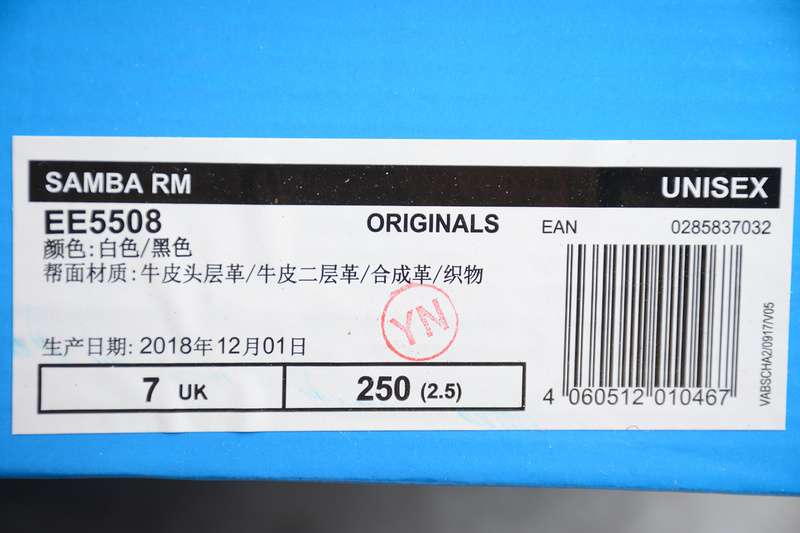 SAMBA RM UNISEX
EE5508 ORIGINALS EAN 0285837032
颜色:白色/黑色
帮面材质:牛皮头层革/牛皮二层革/合成革/织物
YN
生产日期: 2018年12月01日
7 UK 250 (2.5)
4 060512 010467
VABSCHA2/0917/V05